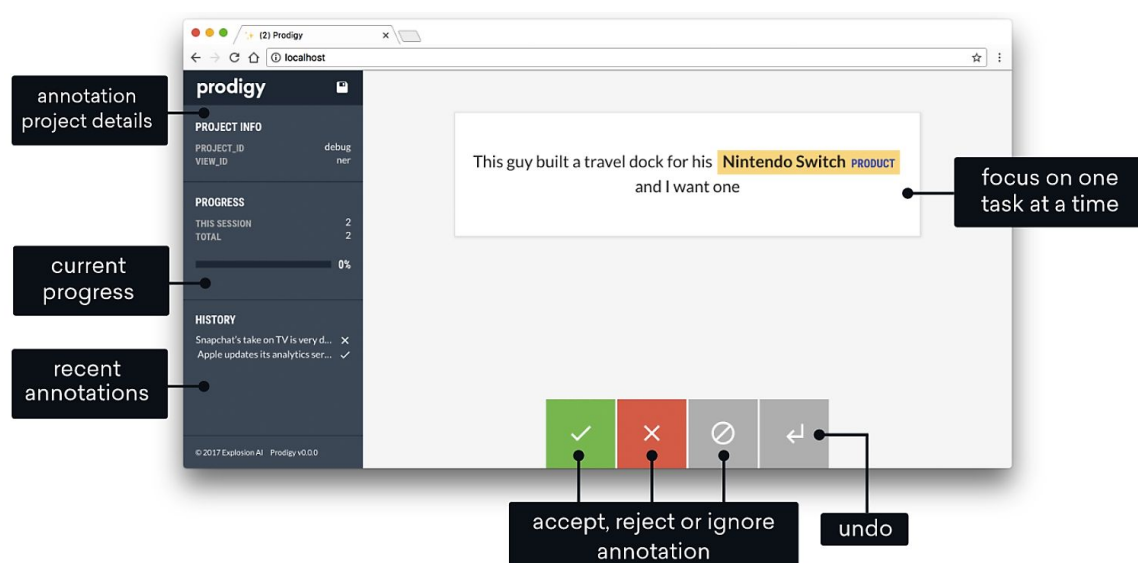 (2) Prodigy
localhost
annotation
project details
prodigy
PROJECT INFO
PROJECT_ID debug
VIEW_ID ner
PROGRESS
THIS SESSION 2
TOTAL 2
0%
current
progress
HISTORY
Snapchat's take on TV is very d...
Apple updates its analytics ser...
recent
annotations
© 2017 Explosion AI Prodigy v0.0.0
This guy built a travel dock for his Nintendo Switch PRODUCT
and I want one
focus on one
task at a time
accept, reject or ignore
annotation
undo